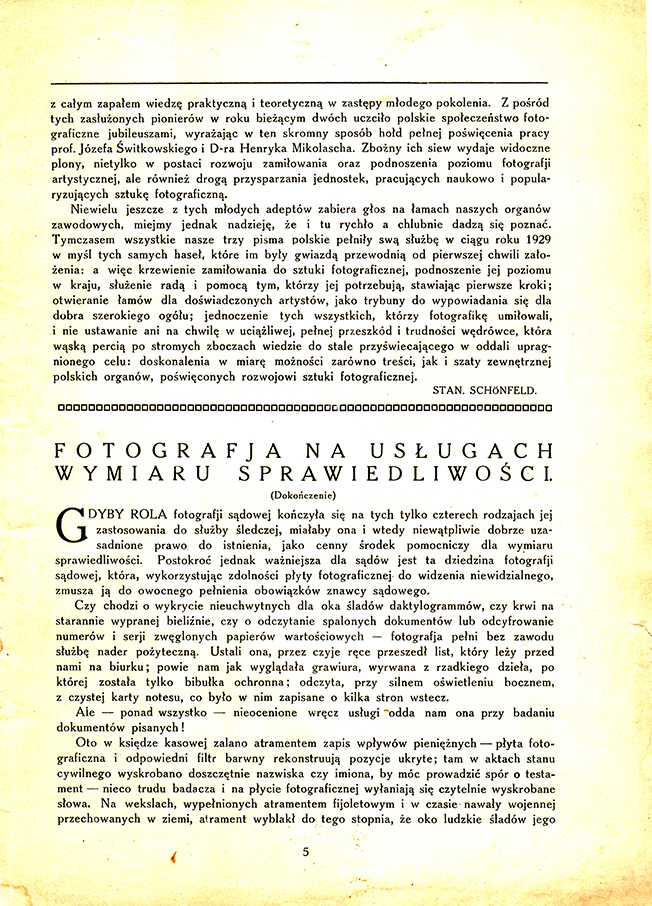 z całym zapałem wiedzę praktyczną i teoretyczną w zastępy młodego pokolenia. Z pośród
tych zasłużonych pionierów w roku bieżącym dwóch uczciło polskie społeczeństwo foto-
graficzne jubileuszami, wyrażając w ten skromny sposób hołd pełnej poświęcenia pracy
prof. Józefa Świtkowskiego i D-ra Henryka Mikolascha. Zbożny ich siew wydaje widoczne
plony, nietylko w postaci rozwoju zamiłowania oraz podnoszenia poziomu fotografji
artystycznej, ale również drogą przysparzania jednostek, pracujących naukowo i popula-
ryzujących sztukę fotograficzną.
Niewielu jeszcze z tych młodych adeptów zabiera głos na łamach naszych organów
zawodowych, miejmy jednak nadzieję, że i tu rychło a chlubnie dadzą się poznać.
Tymczasem wszystkie nasze trzy pisma polskie pełniły swą służbę w ciągu roku 1929
w myśl tych samych haseł, które im były gwiazdą przewodnią od pierwszej chwili zało-
żenia: a więc krzewienie zamiłowania do sztuki fotograficznej, podnoszenie jej poziomu
w kraju, służenie radą i pomocą tym, którzy jej potrzebują, stawiając pierwsze kroki;
otwieranie łamów dla doświadczonych artystów, jako trybuny do wypowiadania się dla
dobra szerokiego ogółu; jednoczenie tych wszystkich, którzy fotografikę umiłowali,
i nie ustawanie ani na chwilę w uciążliwej, pełnej przeszkód i trudności wędrówce, która
wąską percią po stromych zboczach wiedzie do stale przyświecającego w oddali uprag-
nionego celu: doskonalenia w miarę możności zarówno treści, jak i szaty zewnętrznej
polskich organów, poświęconych rozwojowi sztuki fotograficznej.
STAN. SCHÖNFELD.
FOTOGRAFJA NA USŁUGACH
WYMIARU SPRAWIEDLIWOŚCI.
(Dokończenie)
GDYBY ROLA fotografji sądowej kończyła się na tych tylko czterech rodzajach jej
zastosowania do służby śledczej, miałaby ona i wtedy niewątpliwie dobrze uza-
sadnione prawo do istnienia, jako cenny środek pomocniczy dla wymiaru
sprawiedliwości. Postokroć jednak ważniejsza dla sądów jest ta dziedzina fotografji
sądowej, która, wykorzystując zdolności płyty fotograficznej do widzenia niewidzialnego,
zmusza ją do owocnego pełnienia obowiązków znawcy sądowego.
Czy chodzi o wykrycie nieuchwytnych dla oka śladów daktylogrammów, czy krwi na
starannie wypranej bieliźnie, czy o odczytanie spalonych dokumentów lub odcyfrowanie
numerów i serji zwęglonych papierów wartościowych — fotografja pełni bez zawodu
służbę nader pożyteczną. Ustali ona, przez czyje ręce przeszedł list, który leży przed
nami na biurku; powie nam jak wyglądała grawiura, wyrwana z rzadkiego dzieła, po
której została tylko bibułka ochronna; odczyta, przy silnem oświetleniu bocznem,
z czystej karty notesu, co było w nim zapisane o kilka stron wstecz.
Ale — ponad wszystko — nieocenione wręcz usługi odda nam ona przy badaniu
dokumentów pisanych!
Oto w księdze kasowej zalano atramentem zapis wpływów pieniężnych — płyta foto-
graficzna i odpowiedni filtr barwny rekonstruują pozycje ukryte; tam w aktach stanu
cywilnego wyskrobano doszczętnie nazwiska czy imiona, by móc prowadzić spór o testa-
ment — nieco trudu badacza i na płycie fotograficznej wyłaniają się czytelnie wyskrobane
słowa. Na wekslach, wypełnionych atramentem fijoletowym i w czasie nawały wojennej
przechowanych w ziemi, atrament wyblakł do tego stopnia, że oko ludzkie śladów jego
5